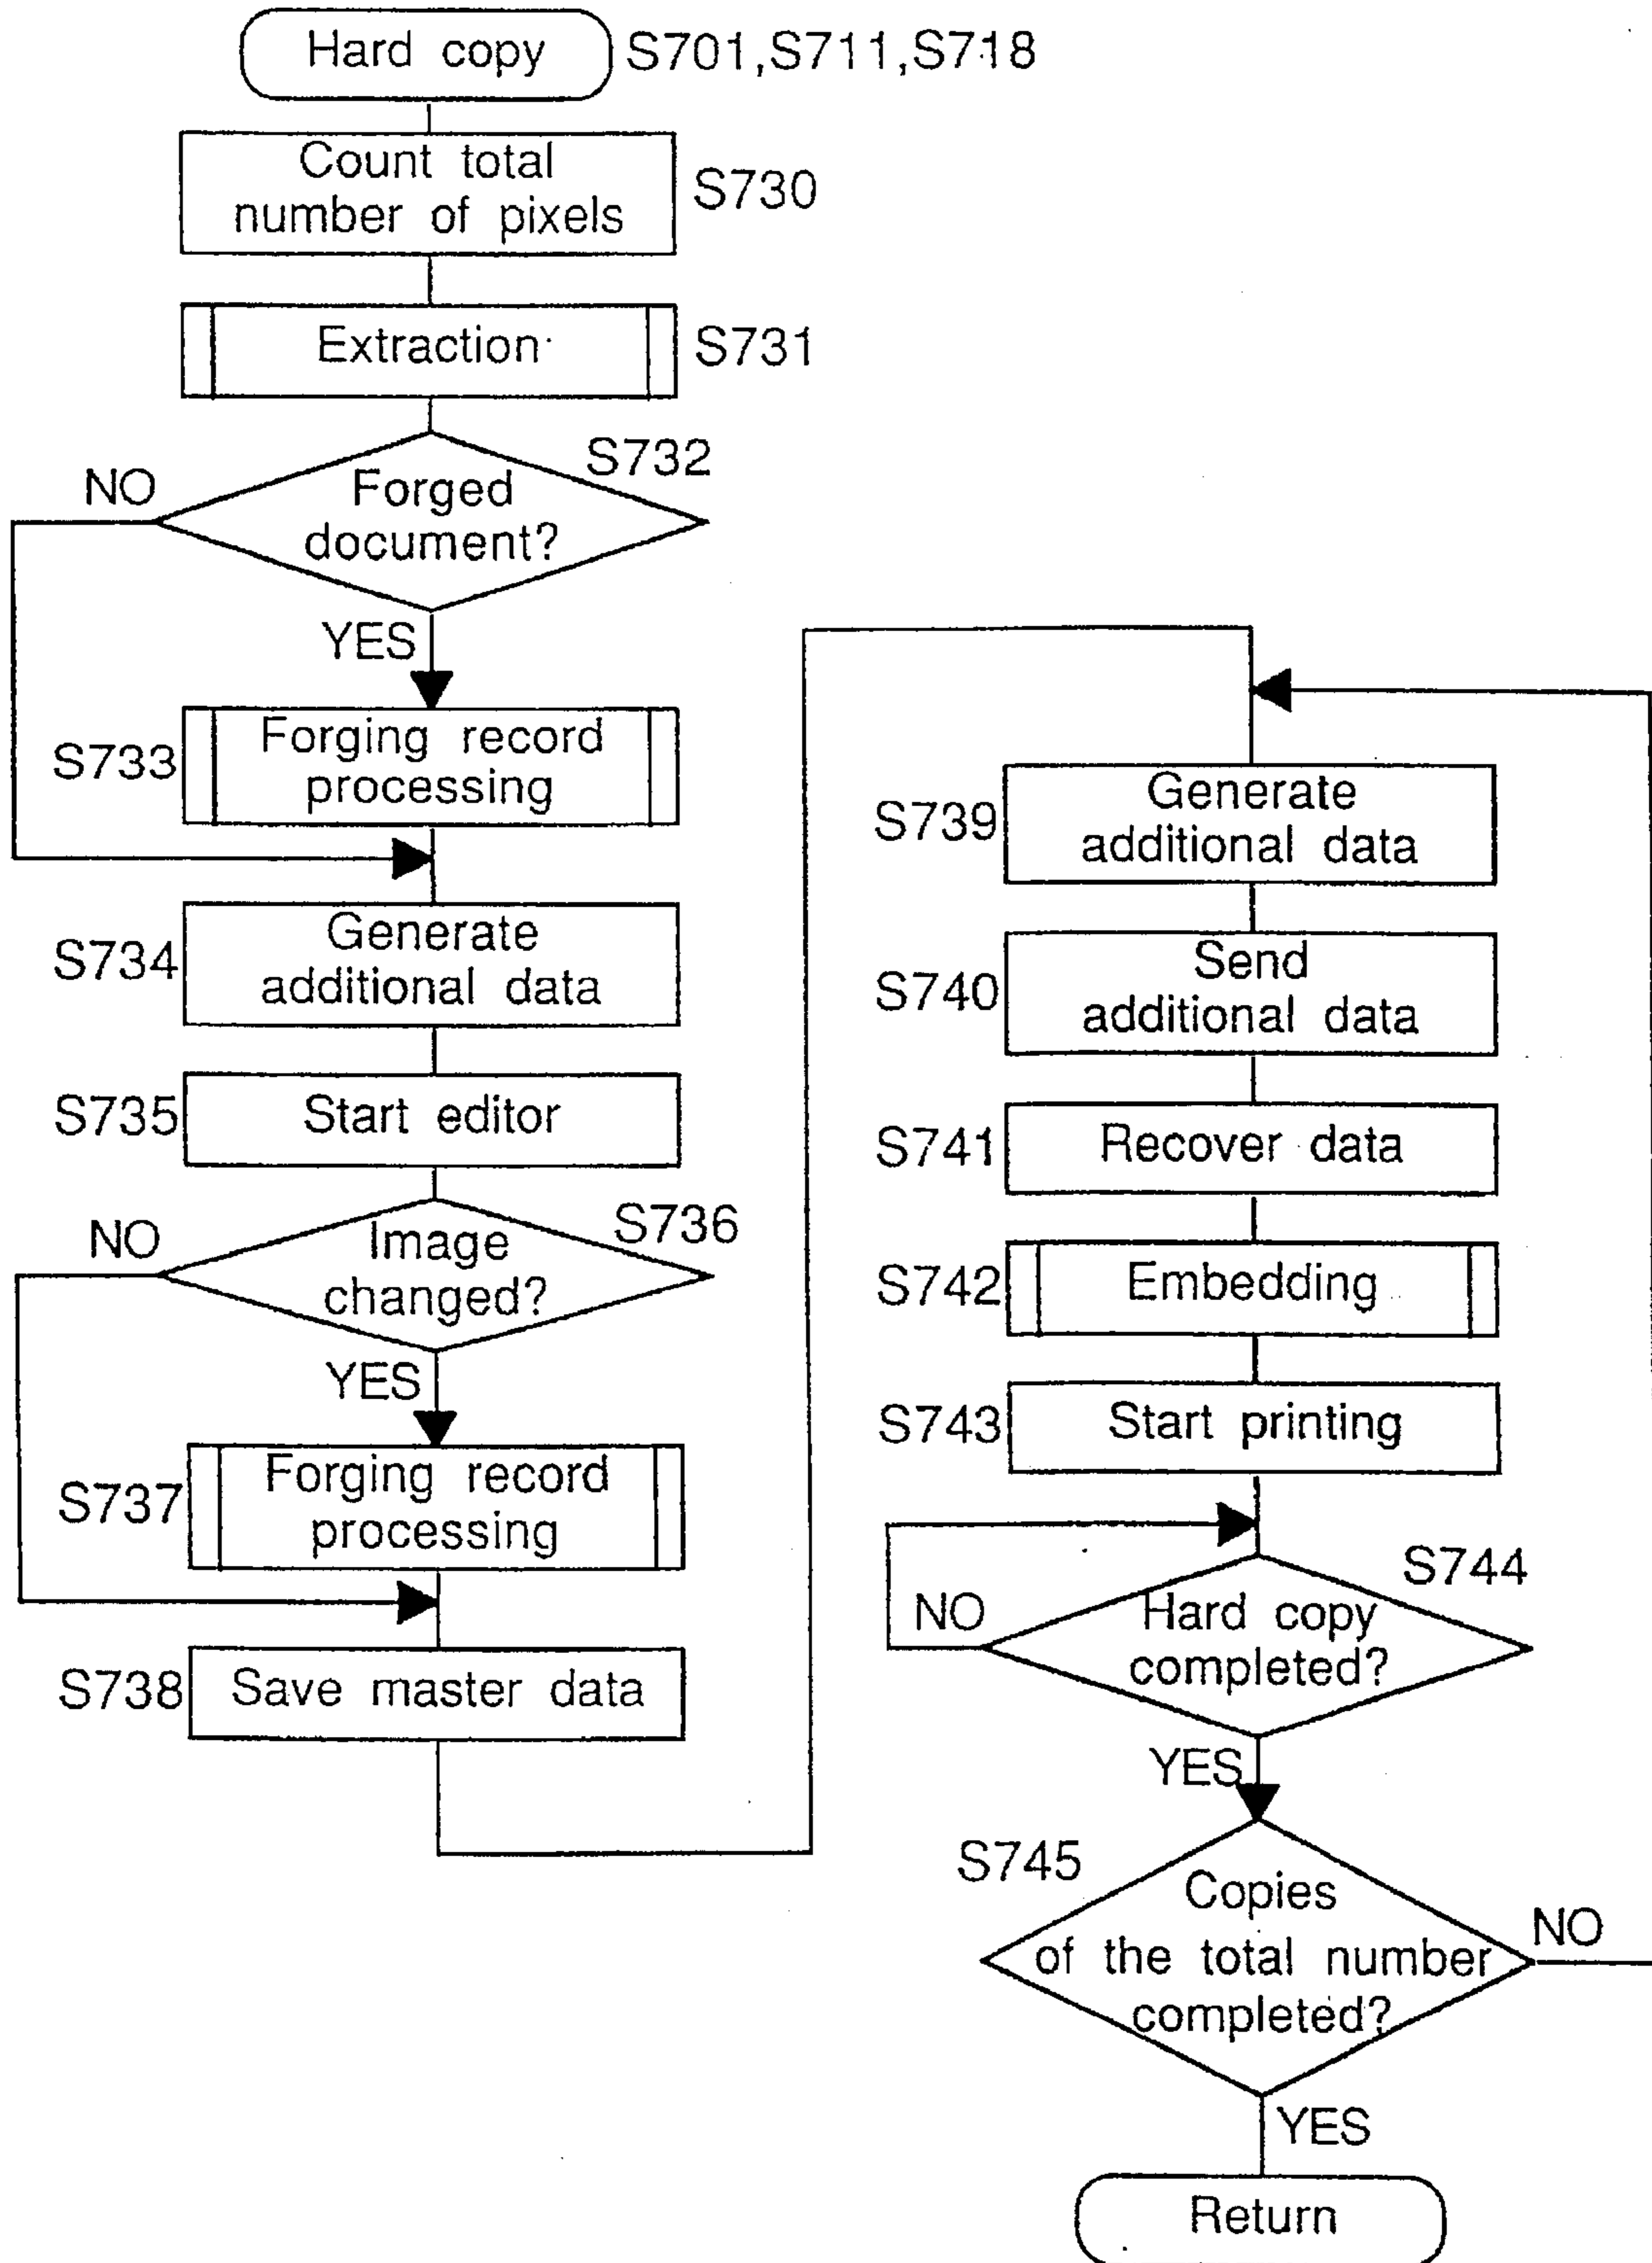 Hard copy
S701,S711,S718
Count total
number of pixels
S730
Extraction
S731
S732
Forged
document?
NO
YES
S733
Forging record
processing
S734
Generate
additional data
S735
Start editor
S736
Image
changed?
NO
YES
S737
Forging record
processing
S738
Save master data
S739
Generate
additional data
S740
Send
additional data
S741
Recover data
S742
Embedding
S743
Start printing
S744
Hard copy
completed?
NO
YES
S745
Copies
of the total number
completed?
NO
YES
Return